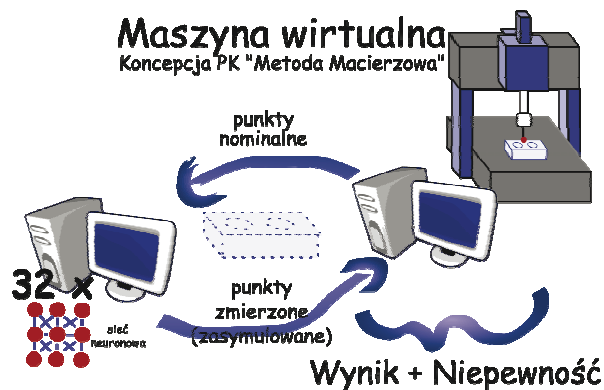 Maszyna wirtualna
Koncepcja PK "Metoda Macierzowa"
punkty
nominalne
32 x
sieć
neuronowa
punkty
zmierzone
(zasymulowane)
Wynik + Niepewność